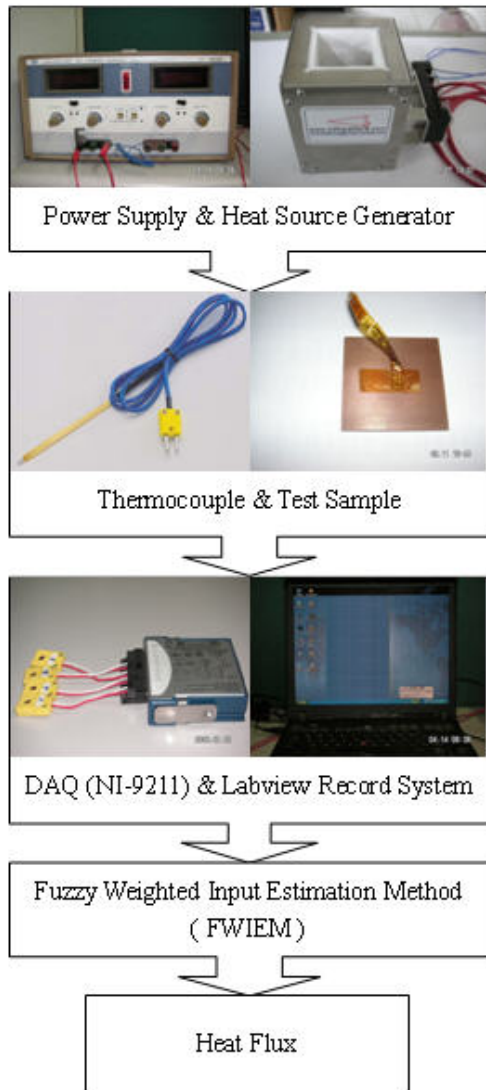 Power Supply & Heat Source Generator
Thermocouple & Test Sample
DAQ (NI-9211) & Labview Record System
Fuzzy Weighted Input Estimation Method
( FWIEM )
Heat Flux